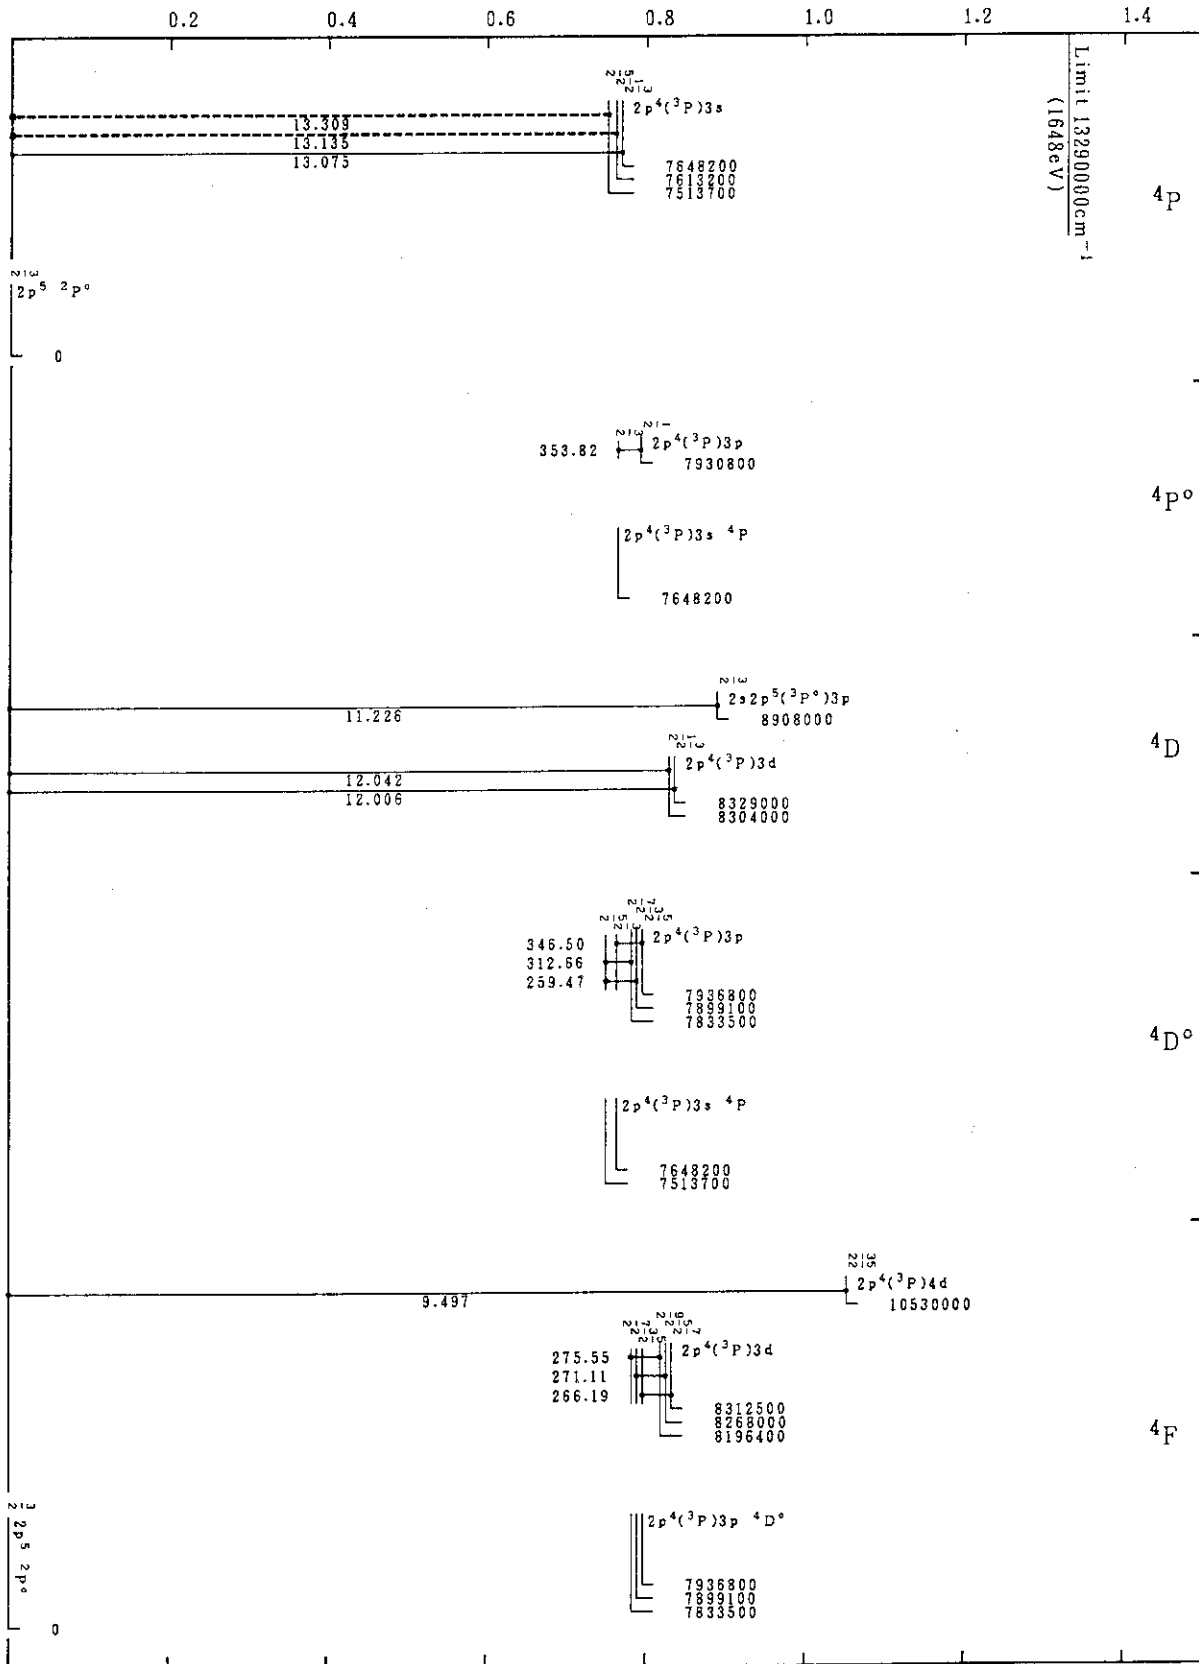 0.2 0.4 0.6 0.8 1.0 1.2 1.4
Limit 13290000cm⁻¹
(1648eV)
2p⁴(³P)3s
13.309
13.135
13.075
7648200
7613200
7513700
⁴P
2p⁵ ²P°
0
353.82
2p⁴(³P)3p
7930800
⁴P°
2p⁴(³P)3s ⁴P
7648200
2s2p⁵(³P°)3p
11.226
8908000
⁴D
2p⁴(³P)3d
12.042
12.006
8329000
8304000
346.50
2p⁴(³P)3p
312.66
259.47
7936800
7899100
7833500
⁴D°
2p⁴(³P)3s ⁴P
7648200
7513700
2p⁴(³P)4d
9.497
10530000
275.55
2p⁴(³P)3d
271.11
266.19
8312500
8268000
8196400
⁴F
2p⁵ ²P°
2p⁴(³P)3p ⁴D°
7936800
7899100
7833500
0